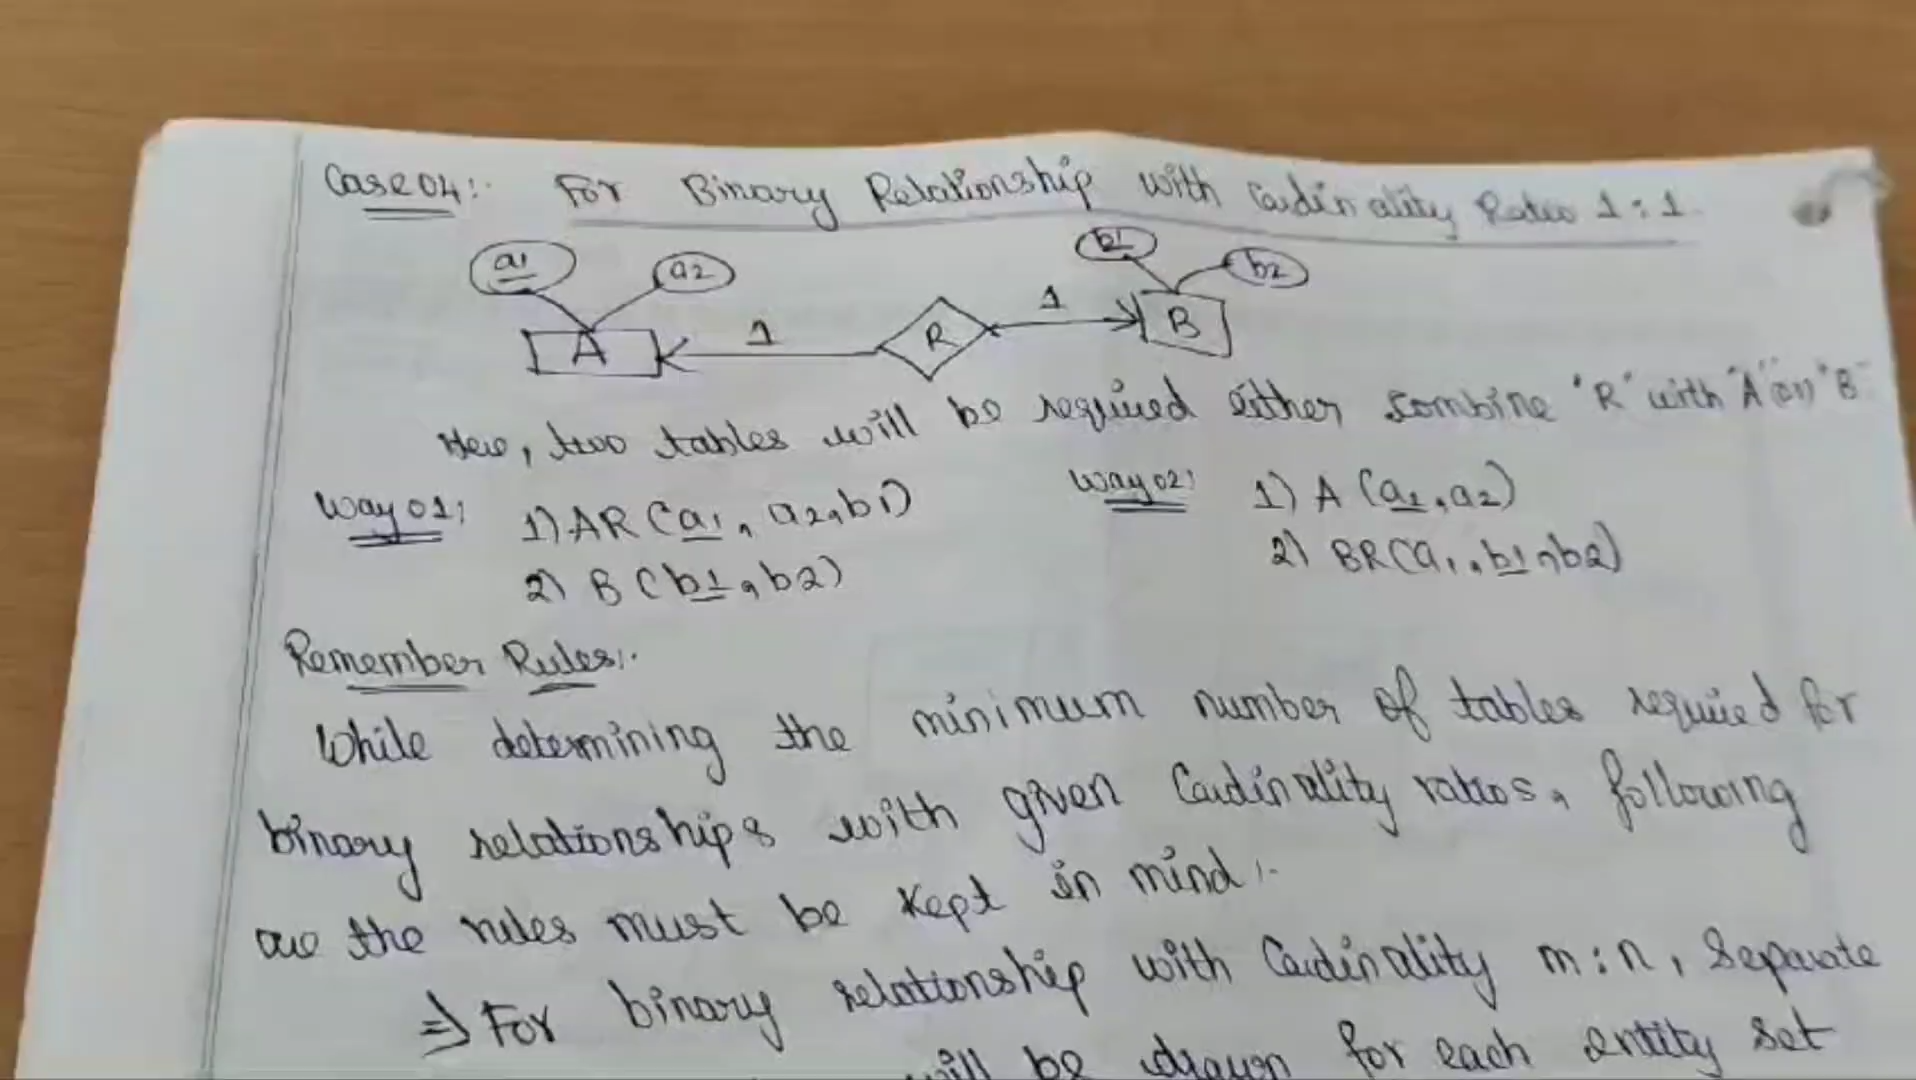 Case 04:- For Binary Relationship with Cardinality Ratio 1:1
a1 a2 b1 b2
A 1 R 1 B
Here, two tables will be required either combine "R" with "A" (or) "B"
Way 01: 1) AR (a1, a2, b1)
2) B (b1, b2)
Way 02: 1) A (a1, a2)
2) BR (a1, b1, b2)
Remember Rules:-
While determining the minimum number of tables required for
binary relationships with given Cardinality ratios, following
are the rules must be kept in mind:-
⇒ For binary relationship with Cardinality m:n, Separate
will be drawn for each entity set